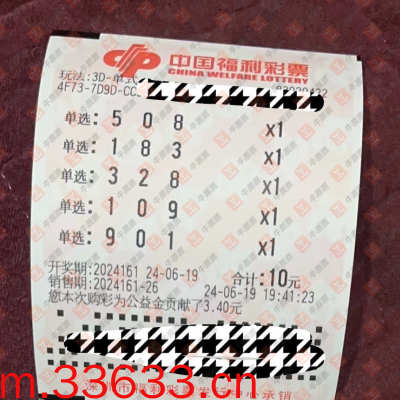 中国福利彩票
CHINA WELFARE LOTTERY
玩法:3D-单式
4F73-7D9D-CC
单选: 5 0 8 x1
单选: 1 8 3 x1
单选: 3 2 8 x1
单选: 1 0 9 x1
单选: 9 0 1 x1
开奖期:2024161 24-06-19 合计:10元
销售期:2024161-26 24-06-19 19:41:23
您本次购彩为公益金贡献了3.40元
m.33633.cn